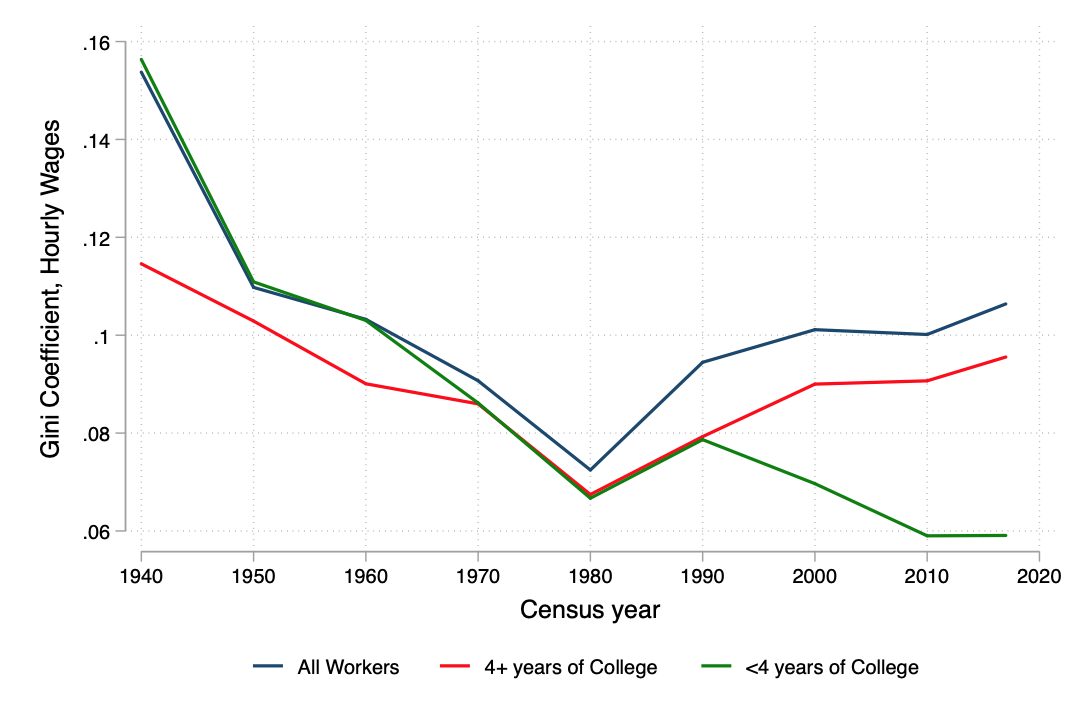 .16
.14
.12
.1
.08
.06
Gini Coefficient, Hourly Wages
1940 1950 1960 1970 1980 1990 2000 2010 2020
Census year
All Workers 4+ years of College <4 years of College